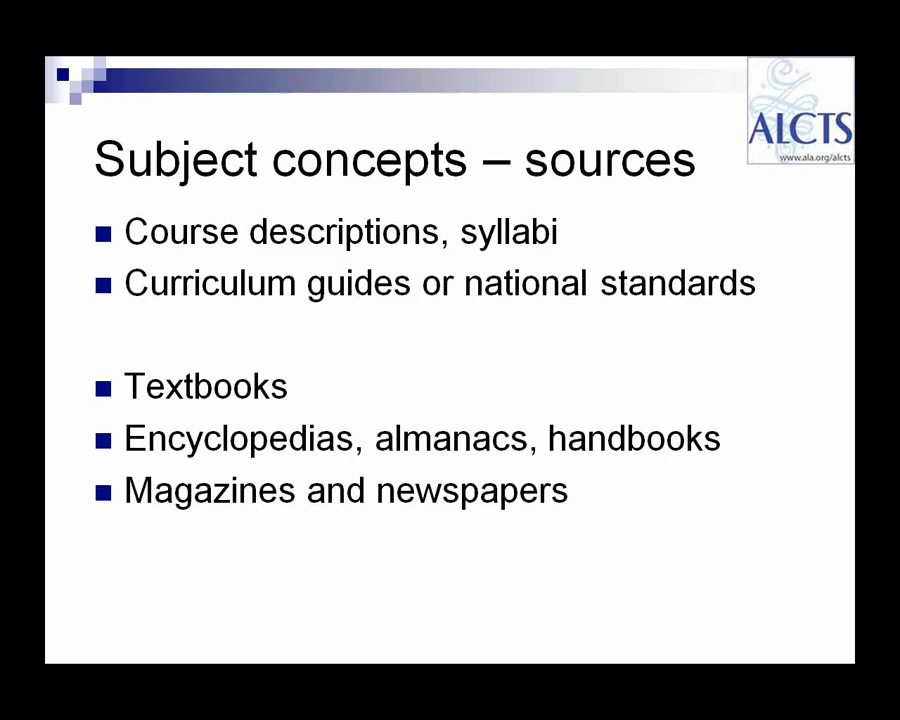 ALCTS
www.ala.org/alcts
Subject concepts – sources
Course descriptions, syllabi
Curriculum guides or national standards
Textbooks
Encyclopedias, almanacs, handbooks
Magazines and newspapers